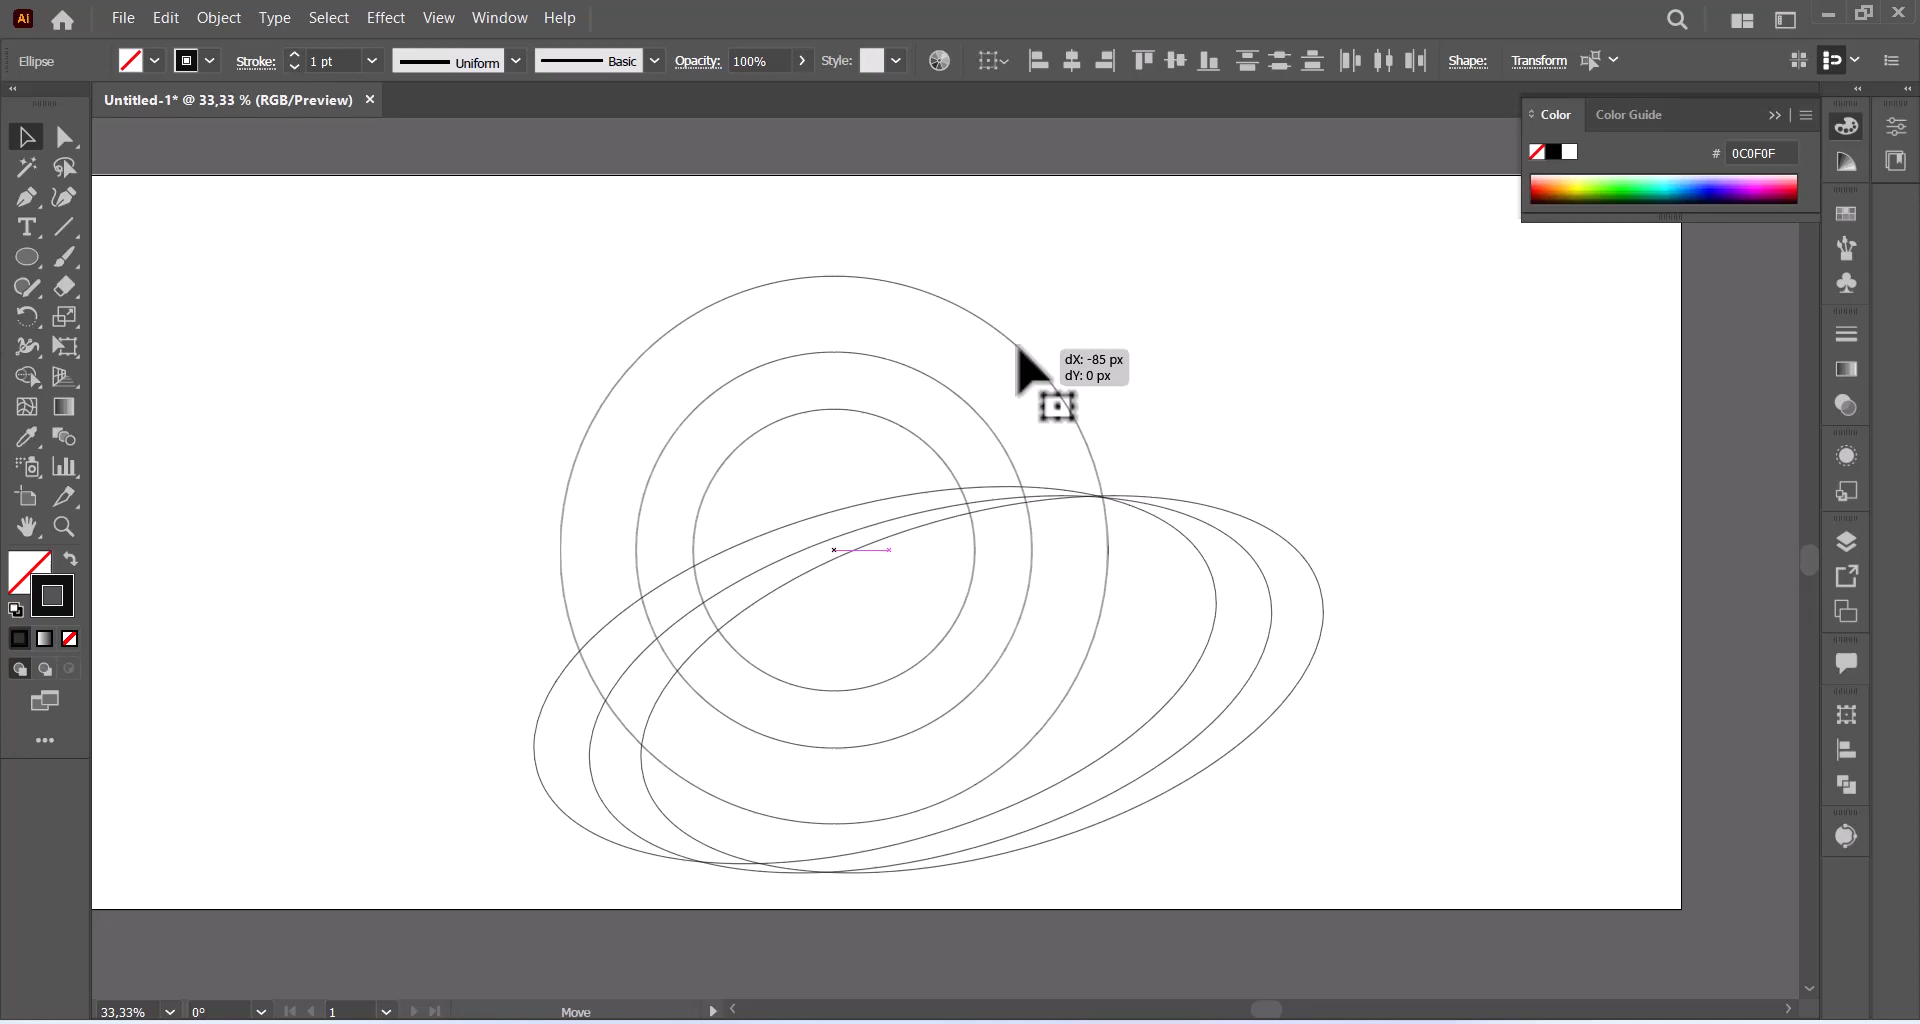 Ai File Edit Object Type Select Effect View Window Help
Ellipse Stroke: 1 pt Uniform Basic Opacity: 100% Style: Shape: Transform
Untitled-1* @ 33,33 % (RGB/Preview) ×
Color Color Guide
# 0C0F0F
dX: -85 px
dY: 0 px
33,33% 0° 1 Move